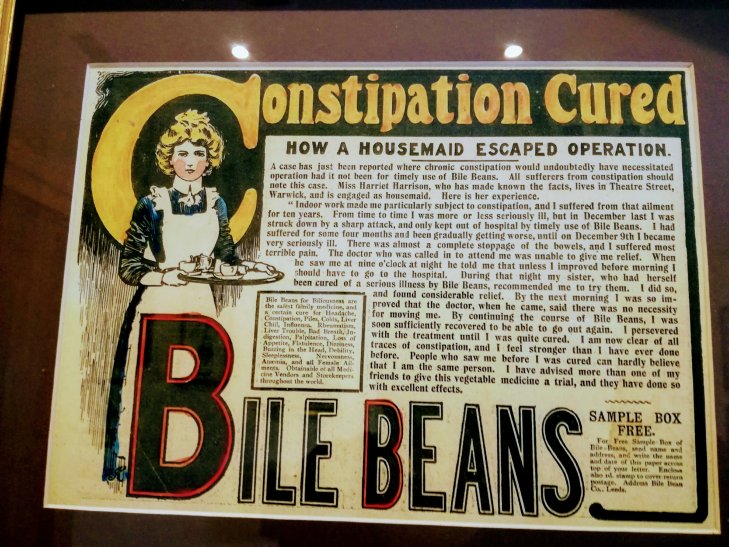 Constipation Cured
HOW A HOUSEMAID ESCAPED OPERATION.
A case has just been reported where chronic constipation would undoubtedly have necessitated
operation had it not been for timely use of Bile Beans. All sufferers from constipation should
note this case. Miss Harriet Harrison, who has made known the facts, lives in Theatre Street,
Warwick, and is engaged as housemaid. Here is her experience.
"Indoor work made me particularly subject to constipation, and I suffered from that ailment
for ten years. From time to time I was more or less seriously ill, but in December last I was
struck down by a sharp attack, and only kept out of hospital by timely use of Bile Beans. I had
suffered for some four months and been gradually getting worse, until on December 9th I became
very seriously ill. There was almost a complete stoppage of the bowels, and I suffered most
terrible pain. The doctor who was called in to attend me was unable to give me relief. When
he saw me at nine o'clock at night he told me that unless I improved before morning I
should have to go to the hospital. During that night my sister, who had herself
been cured of a serious illness by Bile Beans, recommended me to try them. I did so,
and found considerable relief. By the next morning I was so im-
proved that the doctor, when he came, said there was no necessity
for moving me. By continuing the course of Bile Beans, I was
soon sufficiently recovered to be able to go out again. I persevered
with the treatment until I was quite cured. I am now clear of all
traces of constipation, and I feel stronger than I have ever done
before. People who saw me before I was cured can hardly believe
that I am the same person. I have advised more than one of my
friends to give this vegetable medicine a trial, and they have done so
with excellent effects.
Bile Beans for Biliousness are
the safest family medicine, and
a certain cure for Headache,
Constipation, Piles, Colds, Liver
Chill, Influenza, Rheumatism,
Liver Trouble, Bad Breath, In-
digestion, Palpitation, Loss of
Appetite, Flatulence, Dizziness,
Buzzing in the Head, Debility,
Sleeplessness, Nervousness,
Anæmia, and all Female Ail-
ments. Obtainable of all Medi-
cine Vendors and Storekeepers
throughout the world.
BILE BEANS
SAMPLE BOX
FREE.
For Free Sample Box of
Bile Beans, send name and
address, and write the name
and date of this paper across
top of your letter. Enclose
also 1d. stamp to cover return
postage. Address Bile Bean
Co., Leeds.